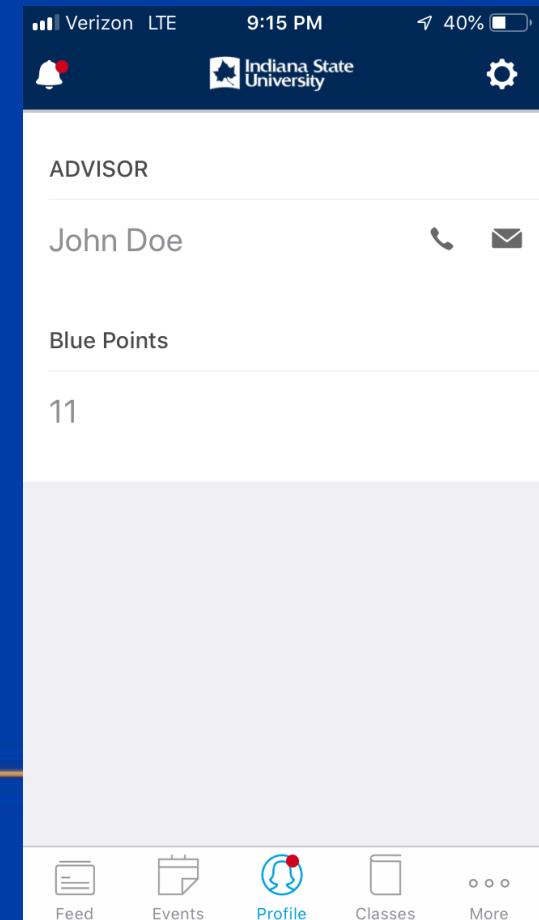 Verizon LTE 9:15 PM 40%
Indiana State
University
ADVISOR
John Doe
Blue Points
11
Feed Events Profile Classes More